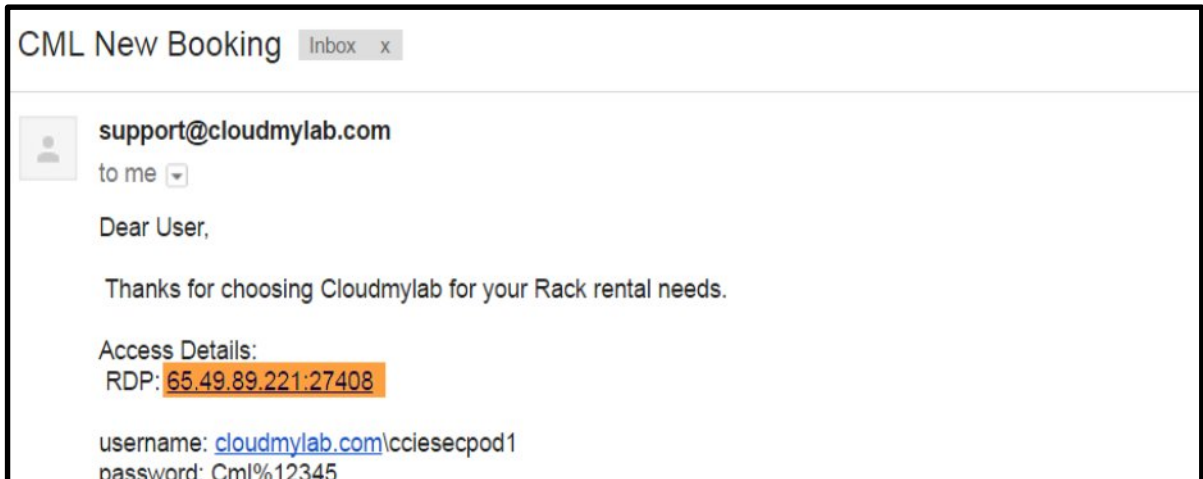 CML New Booking Inbox x
support@cloudmylab.com
to me
Dear User,
Thanks for choosing Cloudmylab for your Rack rental needs.
Access Details:
RDP: 65.49.89.221:27408
username: cloudmylab.com\cciesecpod1
password: Cml%12345